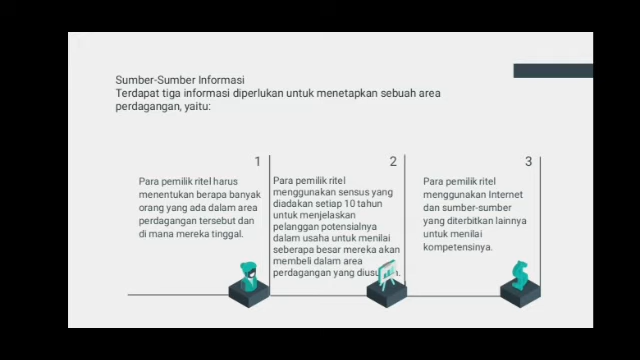 Sumber-Sumber Informasi
Terdapat tiga informasi diperlukan untuk menetapkan sebuah area
perdagangan, yaitu:
1
Para pemilik ritel harus
menentukan berapa banyak
orang yang ada dalam area
perdagangan tersebut dan
di mana mereka tinggal.
2
Para pemilik ritel
menggunakan sensus yang
diadakan setiap 10 tahun
untuk menjelaskan
pelanggan potensialnya
dalam usaha untuk menilai
seberapa besar mereka akan
membeli dalam area
perdagangan yang
3
Para pemilik ritel
menggunakan Internet
dan sumber-sumber
yang diterbitkan lainnya
untuk menilai
kompetensinya.